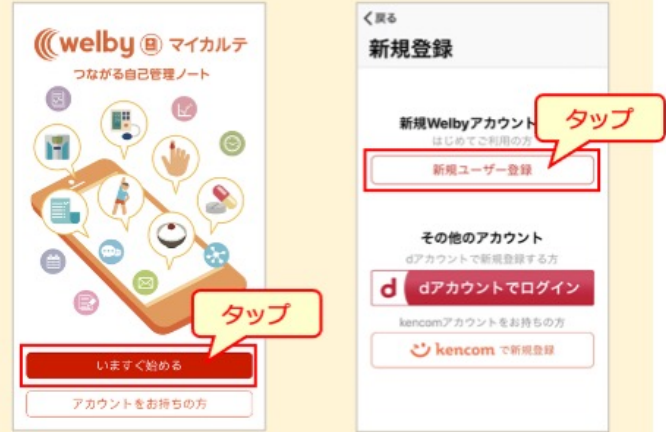 welby マイカルテ
つながる自己管理ノート
タップ
いますぐ始める
アカウントをお持ちの方
戻る
新規登録
新規Welbyアカウント
タップ
はじめてご利用の方
新規ユーザー登録
その他のアカウント
dアカウントで新規登録する方
d dアカウントでログイン
kencomアカウントをお持ちの方
kencom で新規登録